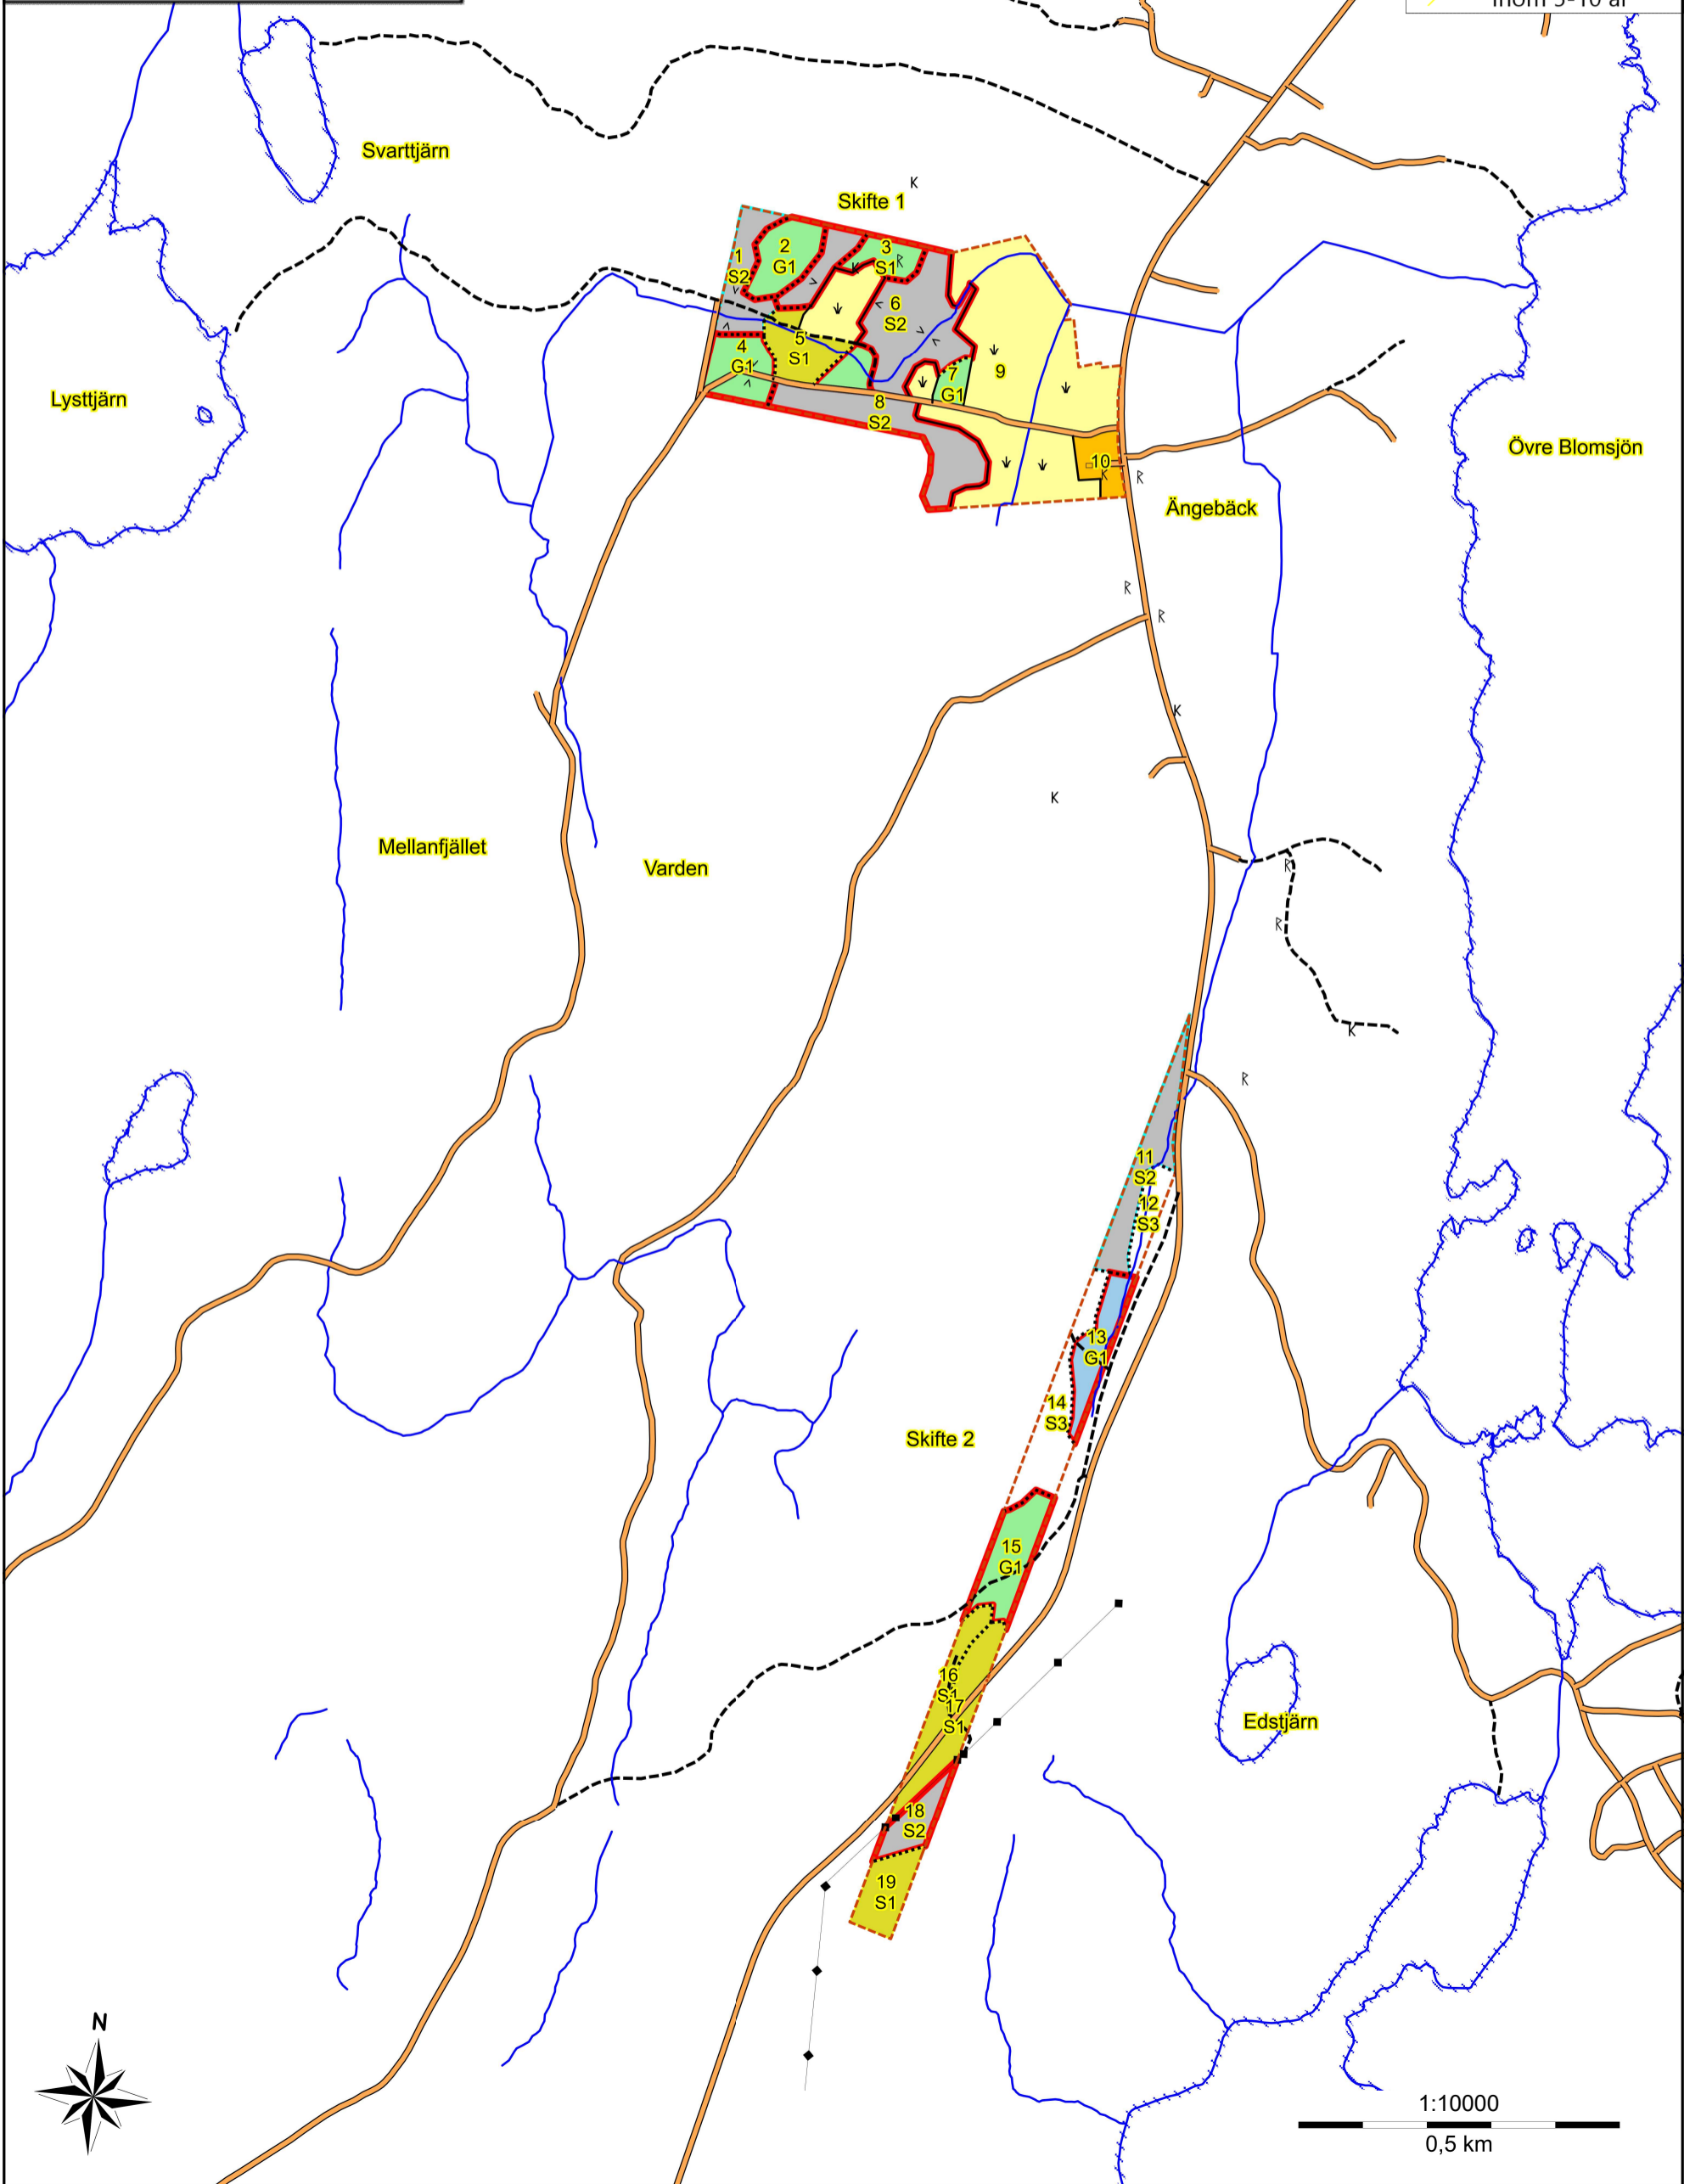 inom 5-10 år
Svarttjärn
K
Skifte 1
1
S2
2
G1
3
S1
R
K
6
S2
4
G1
5
S1
7
G1
9
8
S2
10
K
R
Lysttjärn
Övre Blomsjön
Ängebäck
R
R
K
K
Mellanfjället
Varden
R
R
K
R
11
S2
12
S3
13
G1
14
S3
Skifte 2
15
G1
16
S1
17
S1
Edstjärn
18
S2
19
S1
N
1:10000
0,5 km